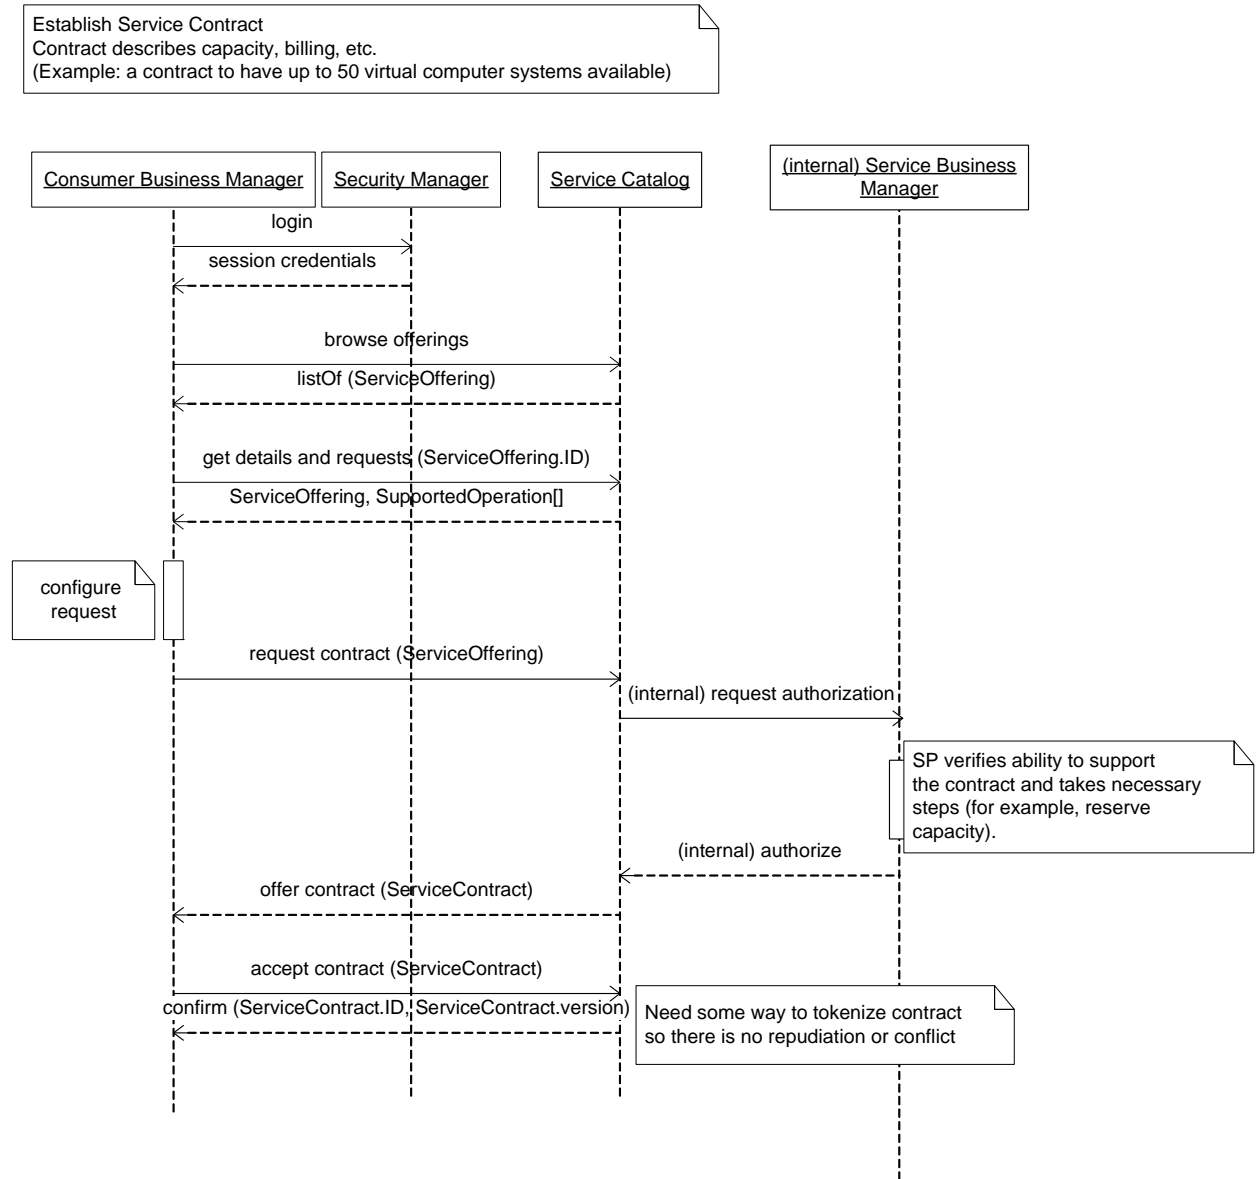 Establish Service Contract
Contract describes capacity, billing, etc.
(Example: a contract to have up to 50 virtual computer systems available)
Consumer Business Manager
Security Manager
Service Catalog
(internal) Service Business
Manager
login
session credentials
browse offerings
listOf (ServiceOffering)
get details and requests (ServiceOffering.ID)
ServiceOffering, SupportedOperation[]
configure
request
request contract (ServiceOffering)
(internal) request authorization
SP verifies ability to support
the contract and takes necessary
steps (for example, reserve
capacity).
(internal) authorize
offer contract (ServiceContract)
accept contract (ServiceContract)
confirm (ServiceContract.ID, ServiceContract.version)
Need some way to tokenize contract
so there is no repudiation or conflict